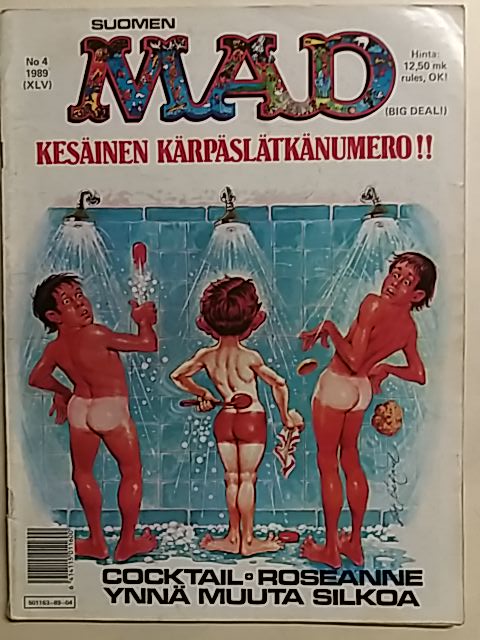 SUOMEN
MAD
No 4
1989
(XLV)
Hinta:
12,50 mk
rules, OK!
(BIG DEAL!)
KESÄINEN KÄRPÄSLÄTKÄNUMERO!!
COCKTAIL·ROSEANNE
YNNÄ MUUTA SILKOA
501163-89-04